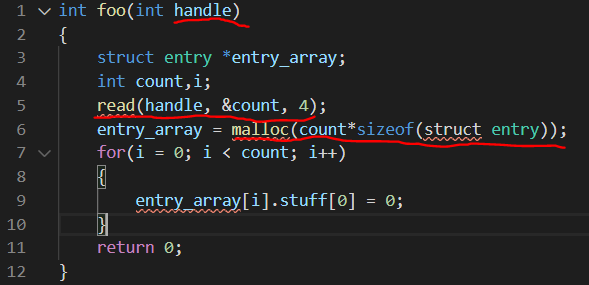 1 int foo(int handle)
2 {
3 struct entry *entry_array;
4 int count,i;
5 read(handle, &count, 4);
6 entry_array = malloc(count*sizeof(struct entry));
7 for(i = 0; i < count; i++)
8 {
9 entry_array[i].stuff[0] = 0;
10 }
11 return 0;
12 }